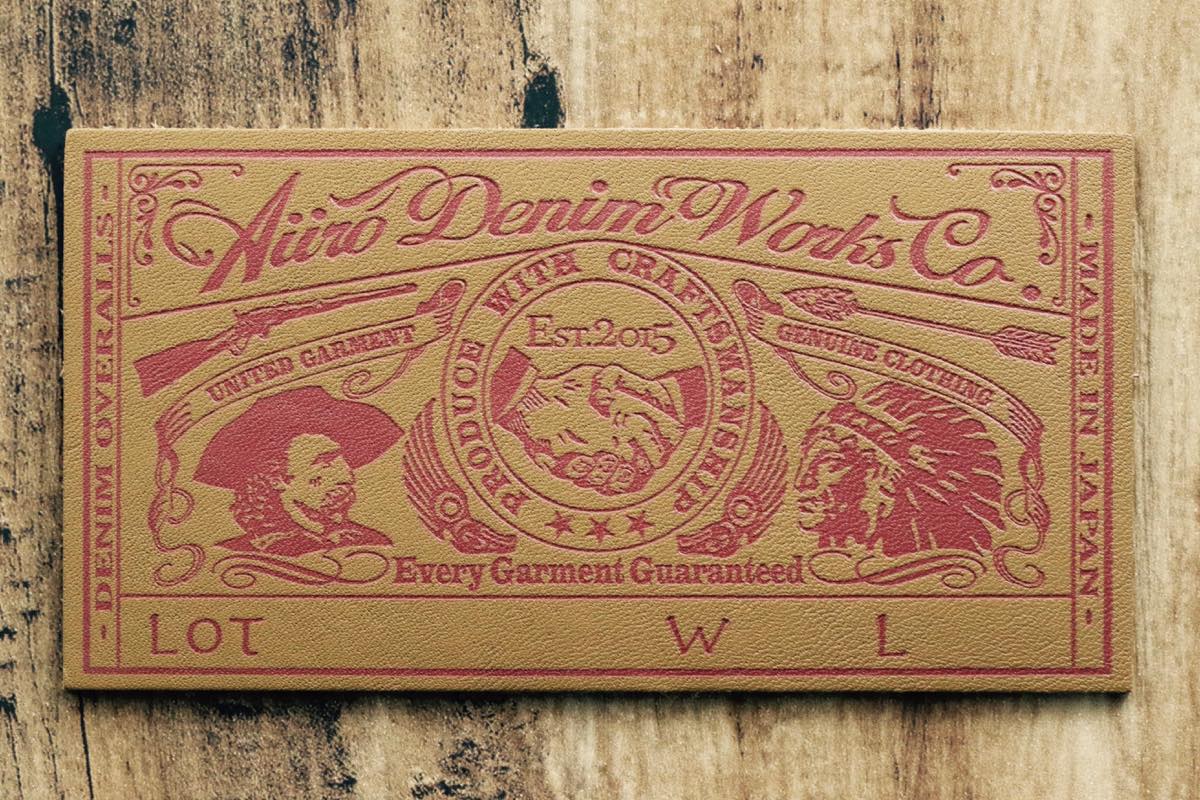 Aiiro Denim Works Co.
- DENIM OVERALLS -
UNITED GARMENT
PRODUCE WITH CRAFTSMANSHIP
Est.2015
GENUINE CLOTHING
- MADE IN JAPAN -
Every Garment Guaranteed
LOT W L